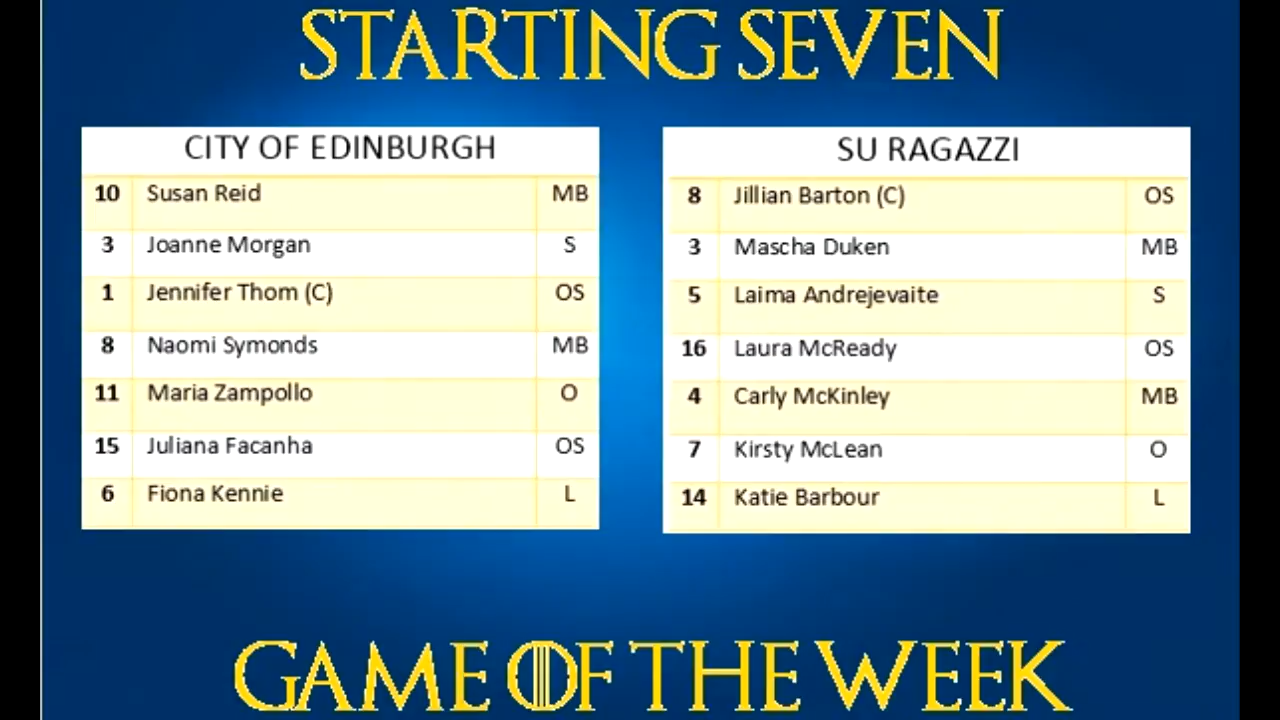 STARTING SEVEN
CITY OF EDINBURGH
10 Susan Reid MB
3 Joanne Morgan S
1 Jennifer Thom (C) OS
8 Naomi Symonds MB
11 Maria Zampollo O
15 Juliana Facanha OS
6 Fiona Kennie L
SU RAGAZZI
8 Jillian Barton (C) OS
3 Mascha Duken MB
5 Laima Andrejevaite S
16 Laura McReady OS
4 Carly McKinley MB
7 Kirsty McLean O
14 Katie Barbour L
GAME OF THE WEEK